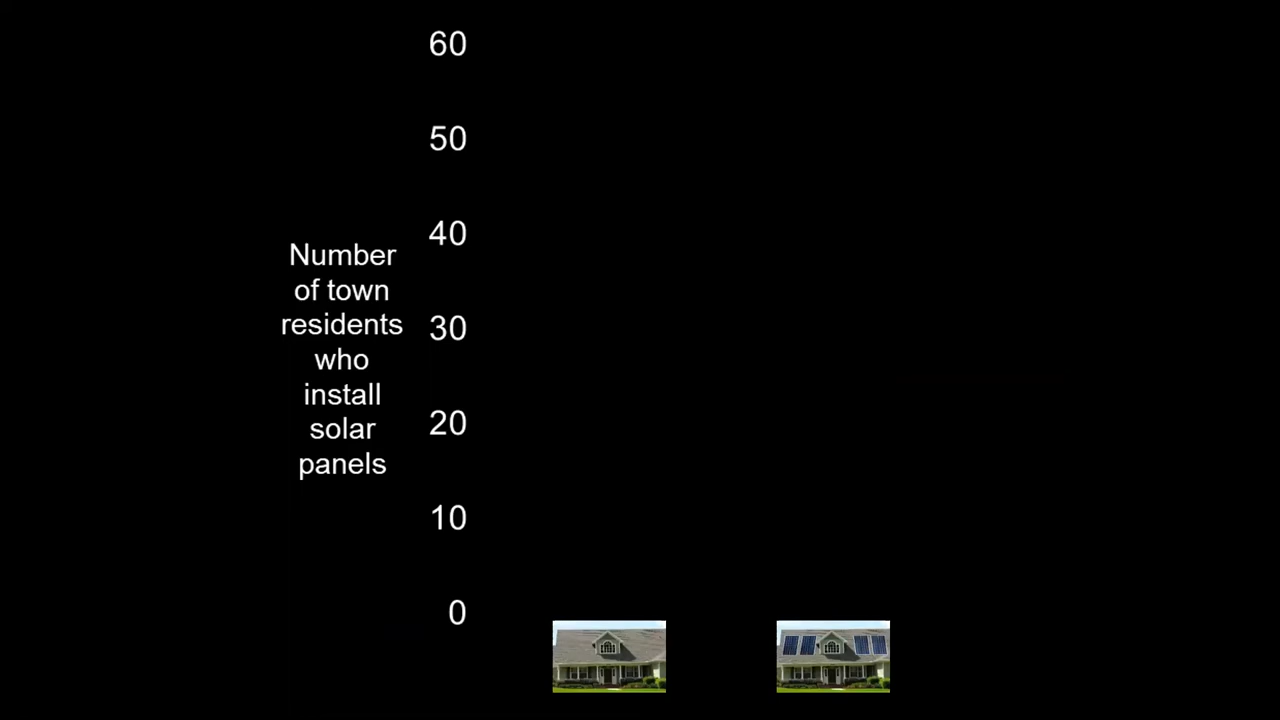 60
50
40
30
20
10
0
Number
of town
residents
who
install
solar
panels